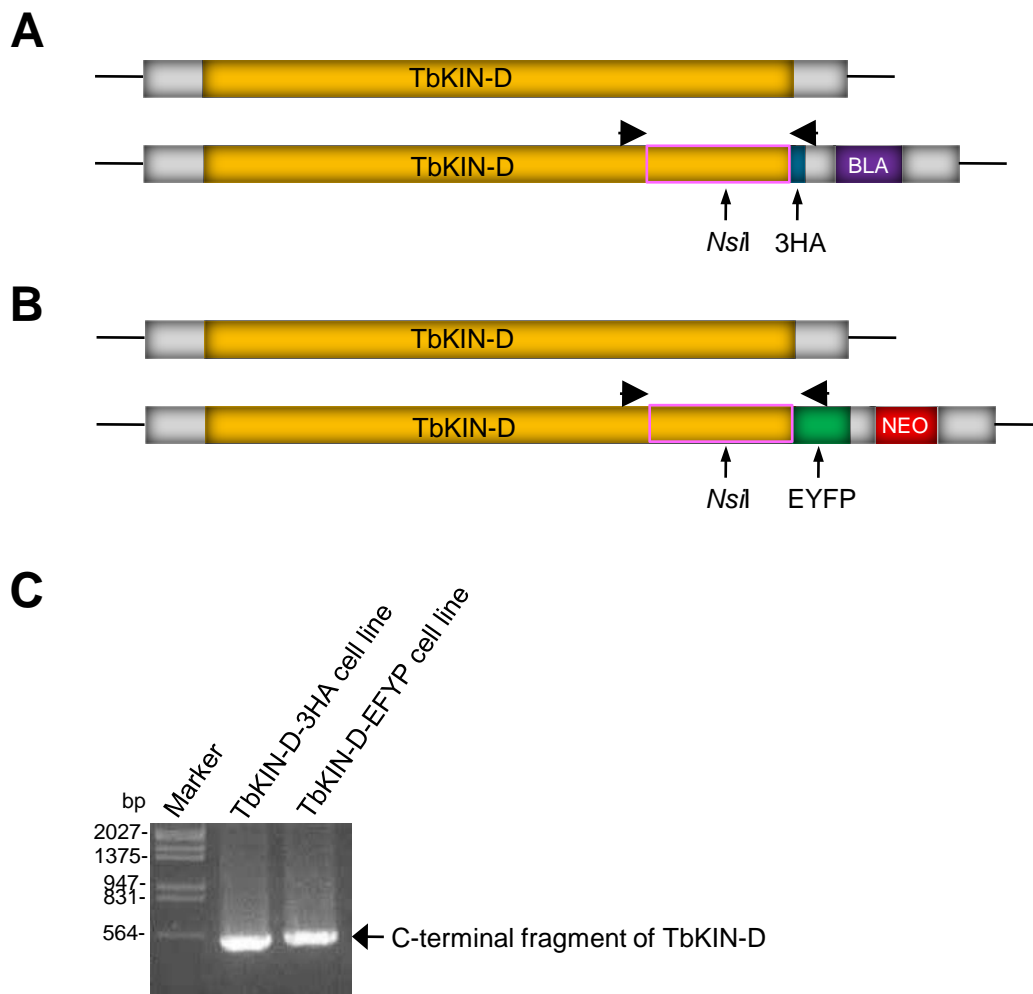 A
TbKIN-D
TbKIN-D
BLA
NsiI
3HA
B
TbKIN-D
TbKIN-D
NEO
NsiI
EYFP
C
bp
Marker
TbKIN-D-3HA cell line
TbKIN-D-EFYP cell line
2027-
1375-
947-
831-
564-
C-terminal fragment of TbKIN-D